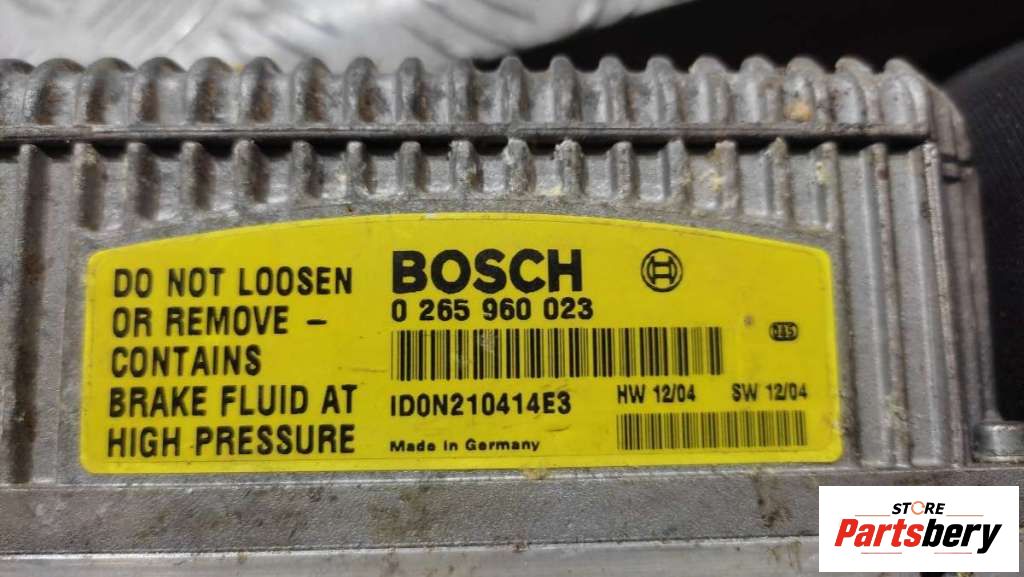 DO NOT LOOSEN
OR REMOVE –
CONTAINS
BRAKE FLUID AT
HIGH PRESSURE
BOSCH
0 265 960 023
ID0N210414E3
HW 12/04 SW 12/04
Made in Germany
STORE
Partsbery